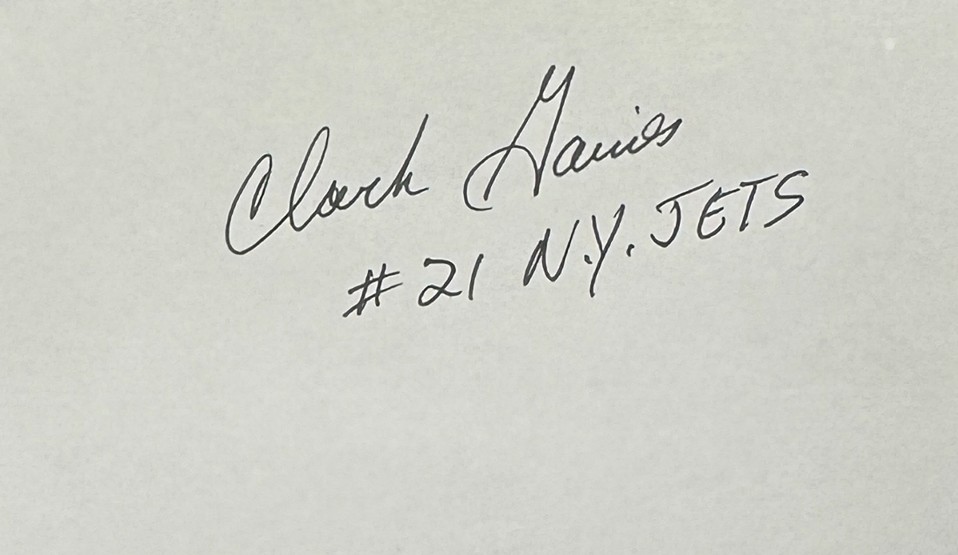 Clark Gaines
#21 N.Y. JETS